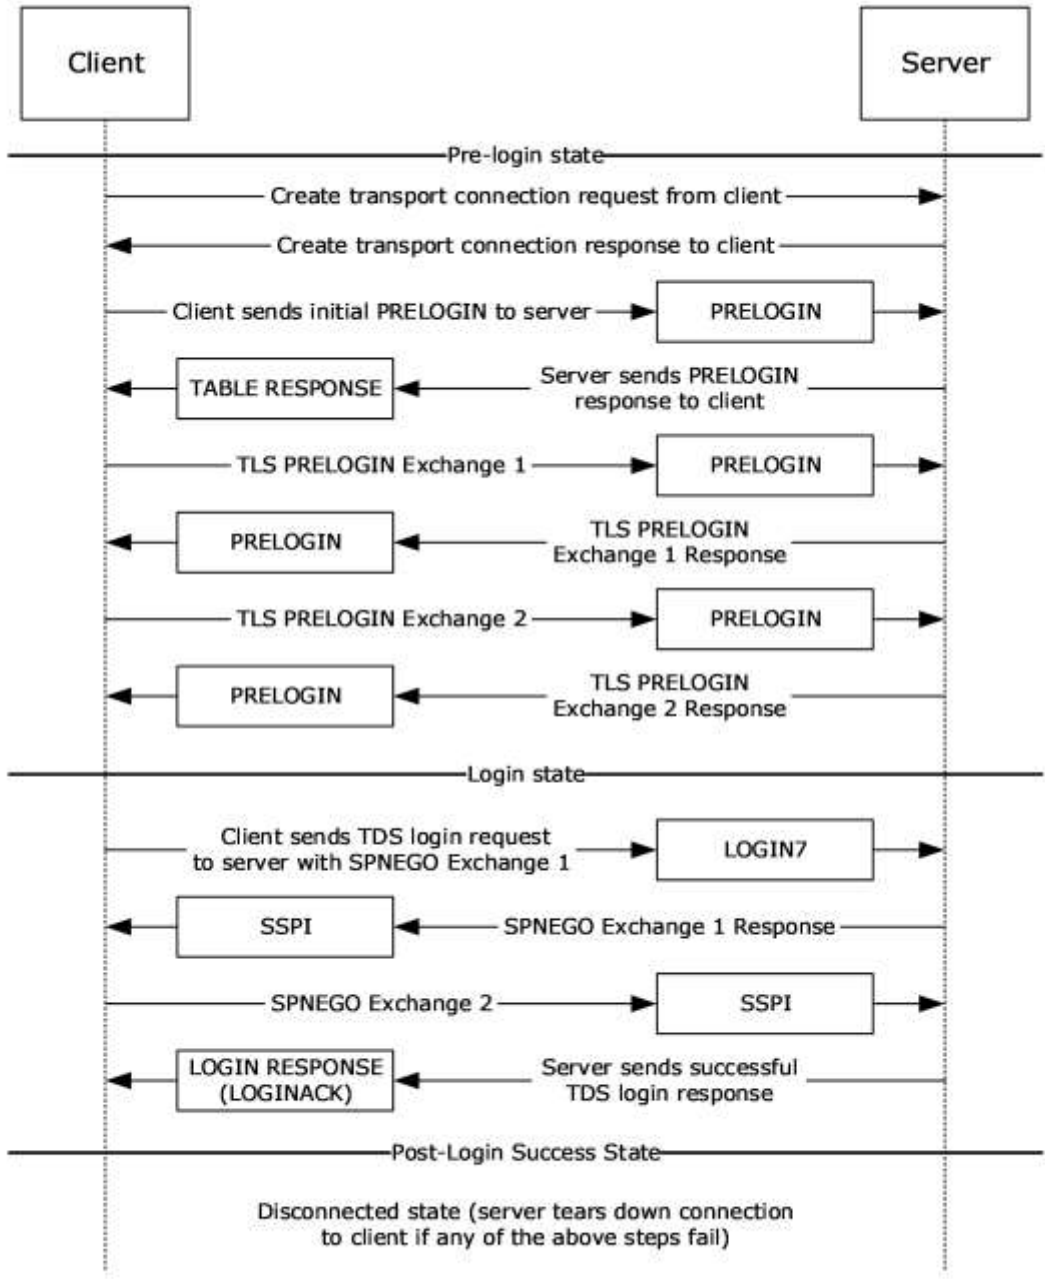 Client
Server
Pre-login state
Create transport connection request from client
Create transport connection response to client
Client sends initial PRELOGIN to server
PRELOGIN
TABLE RESPONSE
Server sends PRELOGIN
response to client
TLS PRELOGIN Exchange 1
PRELOGIN
PRELOGIN
TLS PRELOGIN
Exchange 1 Response
TLS PRELOGIN Exchange 2
PRELOGIN
PRELOGIN
TLS PRELOGIN
Exchange 2 Response
Login state
Client sends TDS login request
to server with SPNEGO Exchange 1
LOGIN7
SSPI
SPNEGO Exchange 1 Response
SPNEGO Exchange 2
SSPI
LOGIN RESPONSE
(LOGINACK)
Server sends successful
TDS login response
Post-Login Success State
Disconnected state (server tears down connection
to client if any of the above steps fail)